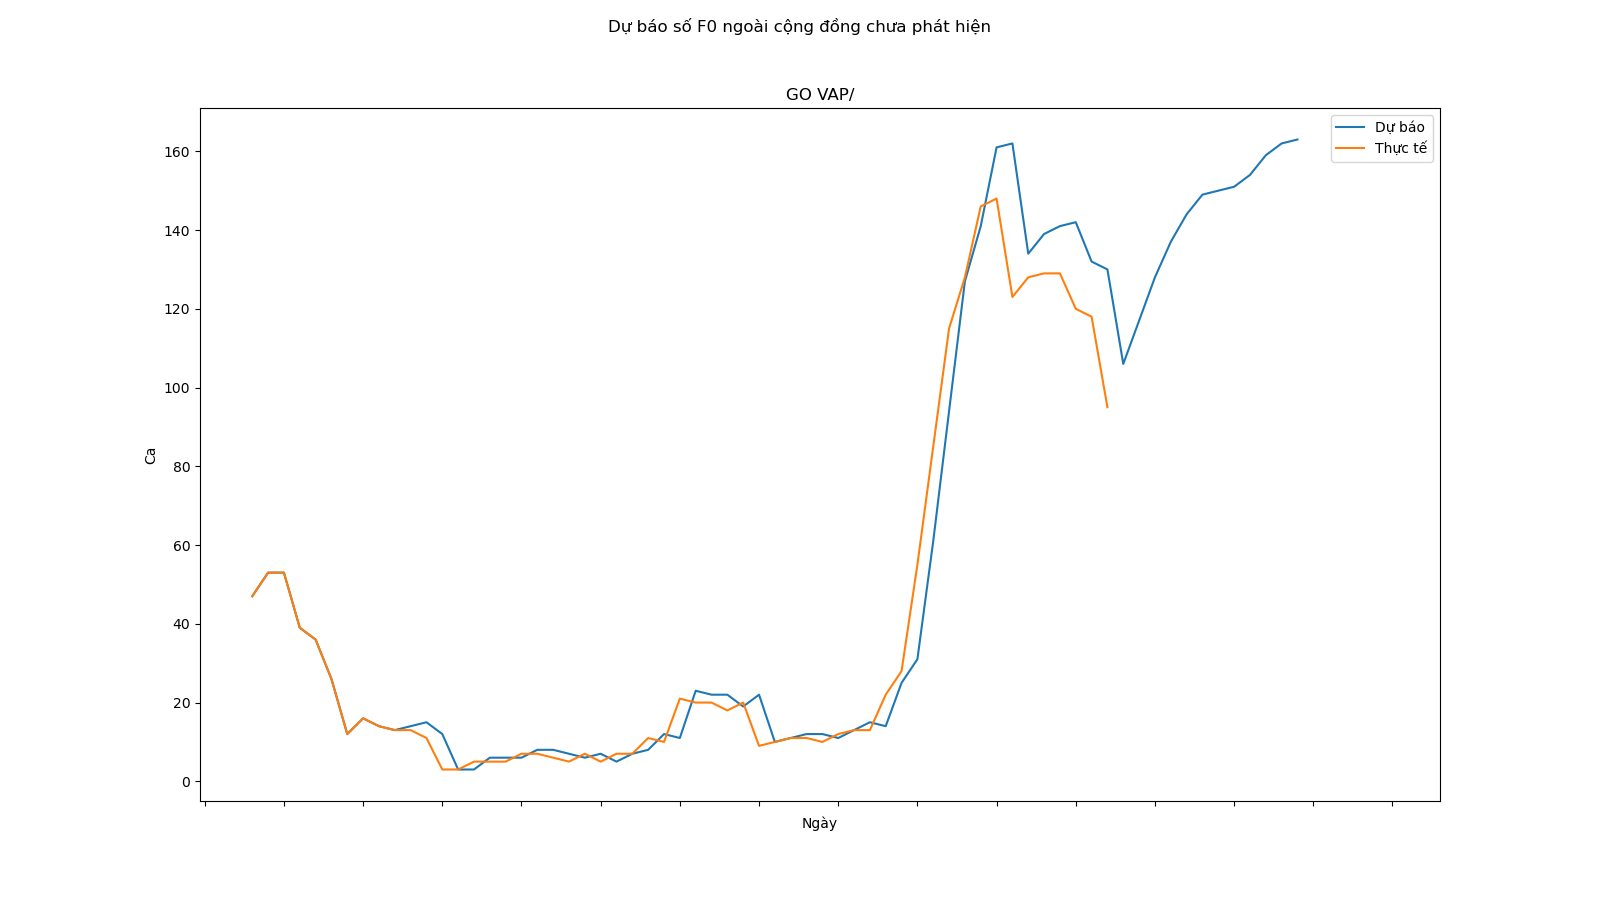 Dự báo số F0 ngoài cộng đồng chưa phát hiện
GO VAP/
Dự báo
Thực tế
160
140
120
100
80
60
40
20
0
Ca
Ngày